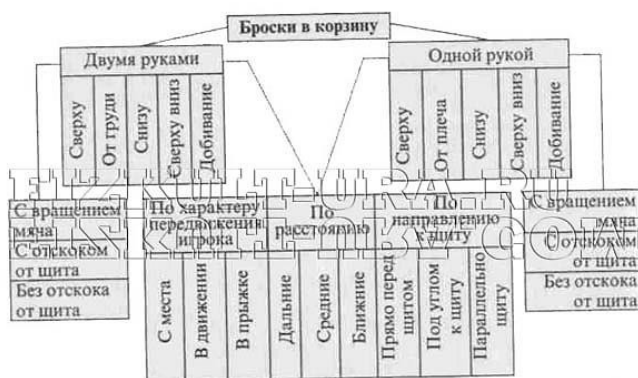 Броски в корзину
Двумя руками
Сверху
От груди
Снизу
Сверху вниз
Добивание
Одной рукой
Сверху
От плеча
Снизу
Сверху вниз
Добивание
С вращением
мяча
С отскоком
от щита
Без отскока
от щита
По характеру
передвижения
игрока
С места
В движении
В прыжке
По
расстоянию
Дальние
Средние
Ближние
По
направлению
к щиту
Прямо перед
щитом
Под углом
к щиту
Параллельно
щиту
С вращением
мяча
С отскоком
от щита
Без отскока
от щита
FIZKULT-URA.RU